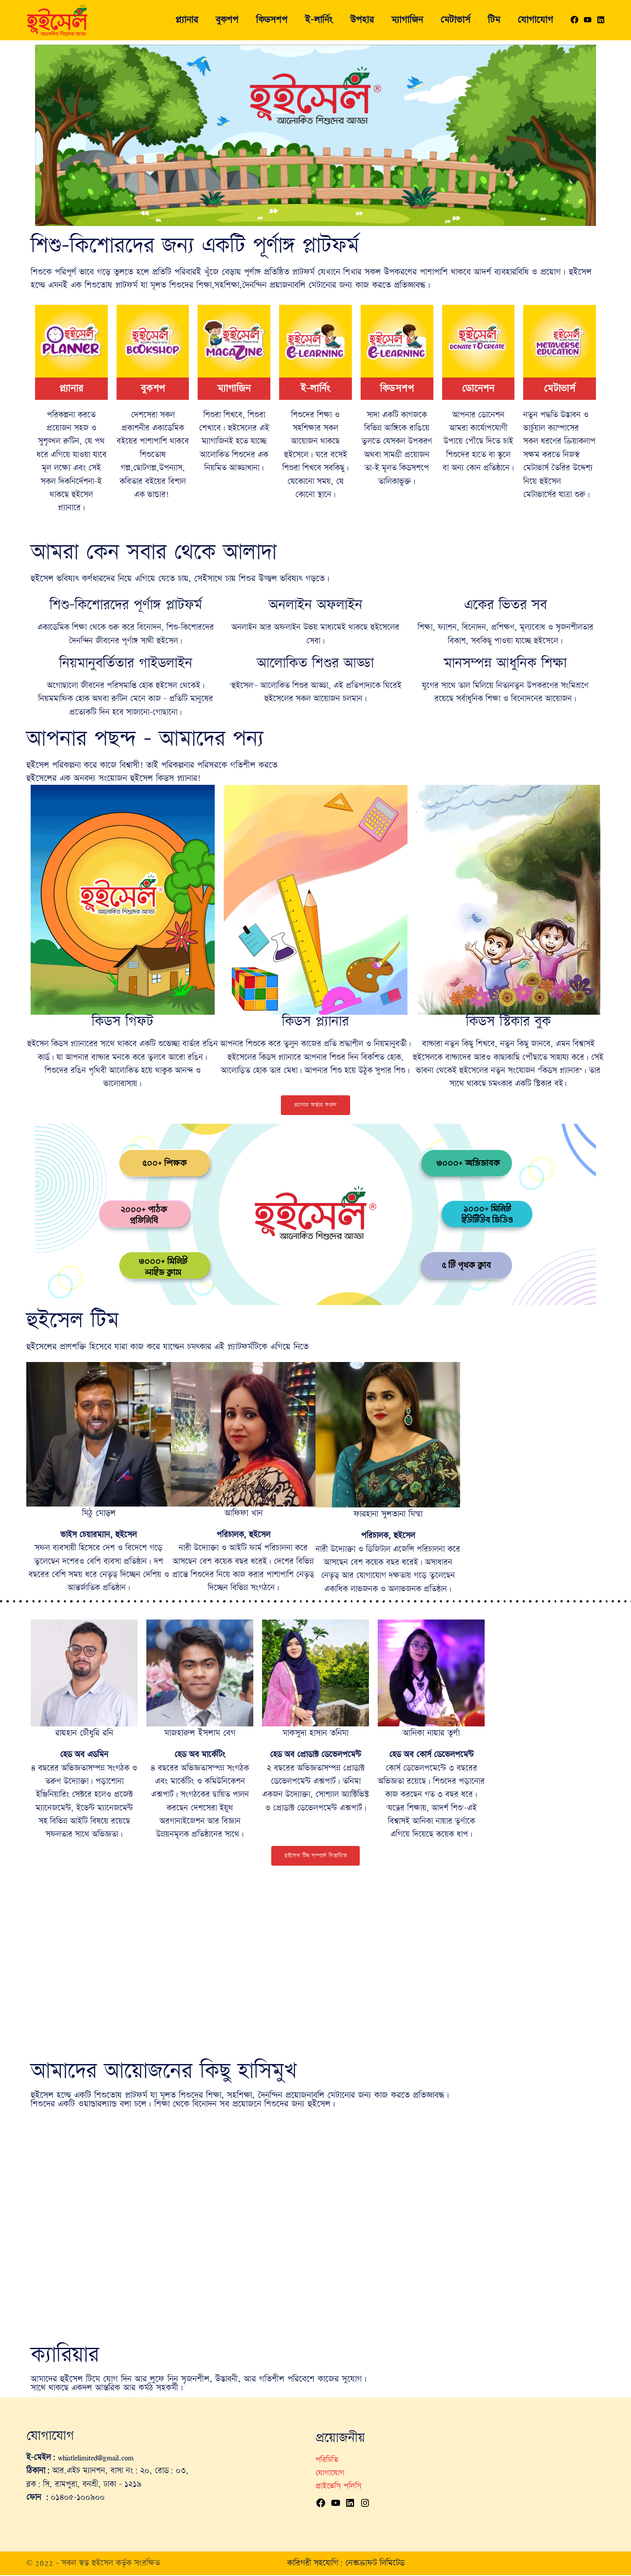 হুইসেল
আলোকিত শিশুদের আড্ডা
প্ল্যানার বুকশপ কিডসশপ ই-লার্নিং উপহার ম্যাগাজিন মেটাভার্স টিম যোগাযোগ
হুইসেল®
আলোকিত শিশুদের আড্ডা
শিশু-কিশোরদের জন্য একটি পূর্ণাঙ্গ প্লাটফর্ম
শিশুকে পরিপূর্ণ ভাবে গড়ে তুলতে হলে প্রতিটি পরিবারই খুঁজে বেড়ায় পূর্ণাঙ্গ প্রতিষ্ঠিত প্লাটফর্ম যেখানে শিখার সকল উপকরণের পাশাপাশি থাকবে আদর্শ ব্যবহারবিধি ও প্রয়োগ। হুইসেল
হচ্ছে এমনই এক শিশুতোষ প্লাটফর্ম যা মূলত শিশুদের শিক্ষা,সহশিক্ষা,দৈনন্দিন প্রয়াজনাবলি মেটানোর জন্য কাজ করতে প্রতিজ্ঞাবদ্ধ।
হুইসেল PLANNER
হুইসেল BOOKSHOP
হুইসেল MAGAZINE
হুইসেল e-LEARNING
হুইসেল e-LEARNING
হুইসেল DONATE TO CREATE
হুইসেল METAVERSE EDUCATION
প্ল্যানার
বুকশপ
ম্যাগাজিন
ই-লার্নিং
কিডসশপ
ডোনেশন
মেটাভার্স
পরিকল্পনা করতে
প্রয়োজন সহজ ও
সুশৃঙ্খল রুটিন, যে পথ
ধরে এগিয়ে যাওয়া যাবে
মূল লক্ষ্যে এবং সেই
সকল দিকনির্দেশনা-ই
থাকছে হুইসেল
প্ল্যানারে।
দেশসেরা সকল
প্রকাশনীর একাডেমিক
বইয়ের পাশাপাশি থাকবে
শিশুতোষ
গল্প,ছোটগল্প,উপন্যাস,
কবিতার বইয়ের বিশাল
এক ভান্ডার!
শিশুরা শিখবে, শিশুরা
শেখাবে। হুইসেলের এই
ম্যাগাজিনই হতে যাচ্ছে
আলোকিত শিশুদের এক
নিয়মিত আড্ডাখানা।
শিশুদের শিক্ষা ও
সহশিক্ষার সকল
আয়োজন থাকছে
হুইসেলে। ঘরে বসেই
শিশুরা শিখবে সবকিছু।
যেকোনো সময়, যে
কোনো স্থানে।
সাদা একটি কাগজকে
বিভিন্ন আঙ্গিকে রাঙিয়ে
তুলতে যেসকল উপকরণ
অথবা সামগ্রী প্রয়োজন
তা-ই মূলত কিডসশপে
তালিকাভুক্ত।
আপনার ডোনেশন
আমরা কার্যোপযোগী
উপায়ে পৌঁছে দিতে চাই
শিশুদের হাতে বা স্কুলে
বা অন্য কোন প্রতিষ্ঠানে।
নতুন পদ্ধতি উদ্ভাবন ও
ভার্চুয়াল ক্যাম্পাসের
সকল ধরণের ক্রিয়াকলাপ
সক্ষম করতে নিজস্ব
মেটাভার্স তৈরির উদ্দেশ্য
নিয়ে হুইসেল
মেটাভার্সের যাত্রা শুরু।
আমরা কেন সবার থেকে আলাদা
হুইসেল ভবিষ্যৎ কর্ণধারদের নিয়ে এগিয়ে যেতে চায়, সেইসাথে চায় শিশুর উজ্জ্বল ভবিষ্যৎ গড়তে।
শিশু-কিশোরদের পূর্ণাঙ্গ প্লাটফর্ম
একাডেমিক শিক্ষা থেকে শুরু করে বিনোদন, শিশু-কিশোরদের
দৈনন্দিন জীবনের পূর্ণাঙ্গ সাথী হুইসেল।
অনলাইন অফলাইন
অনলাইন আর অফলাইন উভয় মাধ্যমেই থাকছে হুইসেলের
সেবা।
একের ভিতর সব
শিক্ষা, ফ্যাশন, বিনোদন, প্রশিক্ষণ, মূল্যবোধ ও সৃজনশীলতার
বিকাশ, সবকিছু পাওয়া যাচ্ছে হুইসেলে।
নিয়মানুবর্তিতার গাইডলাইন
অগোছালো জীবনের পরিসমাপ্তি হোক হুইসেল থেকেই।
নিয়মমাফিক হোক অথবা রুটিন মেনে কাজ - প্রতিটি মানুষের
প্রত্যেকটি দিন হবে সাজানো-গোছানো।
আলোকিত শিশুর আড্ডা
'হুইসেল'- আলোকিত শিশুর আড্ডা, এই প্রতিপাদ্যকে ঘিরেই
হুইসেলের সকল আয়োজন চলমান।
মানসম্পন্ন আধুনিক শিক্ষা
যুগের সাথে তাল মিলিয়ে নিত্যনতুন উপকরণের সংমিশ্রণে
রয়েছে সর্বাধুনিক শিক্ষা ও বিনোদনের আয়োজন।
আপনার পছন্দ - আমাদের পন্য
হুইসেল পরিকল্পনা করে কাজে বিশ্বাসী! তাই পরিকল্পনার পরিসরকে গতিশীল করতে
হুইসেলের এক অনবদ্য সংযোজন হুইসেল কিডস প্ল্যানার!
হুইসেল
আলোকিত শিশুদের আড্ডা
কিডস গিফট
হুইসেল কিডস প্ল্যানারের সাথে থাকবে একটি শুভেচ্ছা বার্তার রঙিন
কার্ড। যা আপনার বাচ্চার মনকে করে তুলবে আরো রঙিন।
শিশুদের রঙিন পৃথিবী আলোকিত হয়ে থাকুক আনন্দ ও
ভালোবাসায়।
কিডস প্ল্যানার
আপনার শিশুকে করে তুলুন কাজের প্রতি শ্রদ্ধাশীল ও নিয়মানুবর্তী।
হুইসেলের কিডস প্ল্যানারে আপনার শিশুর দিন বিকশিত হোক,
আলোড়িত হোক তার মেধা। আপনার শিশু হয়ে উঠুক সুপার শিশু।
কিডস স্টিকার বুক
বাচ্চারা নতুন কিছু শিখবে, নতুন কিছু জানবে, এমন বিশ্বাসই
হুইসেলকে বাচ্চাদের আরও কাছাকাছি পৌঁছাতে সাহায্য করে। সেই
ভাবনা থেকেই হুইসেলের নতুন সংযোজন "কিডস প্ল্যানার"। তার
সাথে থাকছে চমৎকার একটি স্টিকার বই।
৫০০+ শিক্ষক
২০০০+ পাঠক
প্রতিনিধি
৬০০০+ মিনিট
লাইভ ক্লাস
হুইসেল®
আলোকিত শিশুদের আড্ডা
৬০০০+ অভিভাবক
১০০০+ মিনিট
ইউটিউব ভিডিও
৫ টি পৃথক ক্লাব
হুইসেল টিম
হুইসেলের প্রাণশক্তি হিসেবে যারা কাজ করে যাচ্ছেন চমৎকার এই প্ল্যাটফর্মটিকে এগিয়ে নিতে
মিঠু মোড়ল
ভাইস চেয়ারম্যান, হুইসেল
সফল ব্যবসায়ী হিসেবে দেশ ও বিদেশে গড়ে
তুলেছেন দশেরও বেশি ব্যবসা প্রতিষ্ঠান। দশ
বছরের বেশি সময় ধরে নেতৃত্ব দিচ্ছেন দেশিয় ও
আন্তর্জাতিক প্রতিষ্ঠান।
আফিফা খান
পরিচালক, হুইসেল
নারী উদ্যোক্তা ও আইটি ফার্ম পরিচালনা করে
আসছেন বেশ কয়েক বছর ধরেই। দেশের বিভিন্ন
প্রান্তে শিশুদের নিয়ে কাজ করার পাশাপাশি নেতৃত্ব
দিচ্ছেন বিভিন্ন সংগঠনে।
ফারহানা সুলতানা মিম্মা
পরিচালক, হুইসেল
নারী উদ্যোক্তা ও ডিজিটাল এজেন্সি পরিচালনা করে
আসছেন বেশ কয়েক বছর ধরেই। অসাধারন
নেতৃত্ব আর যোগাযোগ দক্ষতায় গড়ে তুলেছেন
একাধিক লাভজনক ও অলাভজনক প্রতিষ্ঠান।
রায়হান চৌধুরি রনি
হেড অব এডমিন
৪ বছরের অভিজ্ঞতাসম্পন্ন সংগঠক ও
তরুণ উদ্যোক্তা। পড়াশোনা
ইঞ্জিনিয়ারিং সেক্টরে হলেও প্রজেক্ট
ম্যানেজমেন্ট, ইভেন্ট ম্যানেজমেন্ট
সহ বিভিন্ন আইটি বিষয়ে রয়েছে
সফলতার সাথে অভিজ্ঞতা।
মাজহারুল ইসলাম বেগ
হেড অব মার্কেটিং
৪ বছরের অভিজ্ঞতাসম্পন্ন সংগঠক
এবং মার্কেটিং ও কমিউনিকেশন
এক্সপার্ট। সংগঠকের ছায়িত পালন
করছেন দেশসেরা ইয়ুথ
অরগানাইজেশন আর বিজ্ঞান
উন্নয়নমূলক প্রতিষ্ঠানের সাথে।
মাকসুদা হাসান তনিমা
হেড অব প্রোডাক্ট ডেভেলপমেন্ট
২ বছরের অভিজ্ঞতাসম্পন্ন প্রোডাক্ট
ডেভেলপমেন্ট এক্সপার্ট। তনিমা
একজন উদ্যোক্তা, সোশ্যাল অ্যাক্টিভিস্ট
ও প্রোডাক্ট ডেভেলপমেন্ট এক্সপার্ট।
আনিকা নায়ার তূর্ণা
হেড অব কোর্স ডেভেলপমেন্ট
কোর্স ডেভেলপমেন্টে ৩ বছরের
অভিজ্ঞতা রয়েছে। শিশুদের পড়ানোর
কাজ করছেন গত ৩ বছর ধরে।
'যত্নের শিক্ষায়, আদর্শ শিশু'-এই
বিশ্বাসই আনিকা নায়ার তূর্ণাকে
এগিয়ে দিয়েছে কয়েক ধাপ।
হুইসেল টিম সম্পর্কে বিস্তারিত
আমাদের আয়োজনের কিছু হাসিমুখ
হুইসেল হচ্ছে একটি শিশুতোষ প্লাটফর্ম যা মূলত শিশুদের শিক্ষা, সহশিক্ষা, দৈনন্দিন প্রয়োজনাবলি মেটানোর জন্য কাজ করতে প্রতিজ্ঞাবদ্ধ।
শিশুদের একটি ওয়ান্ডারল্যান্ড বলা চলে। শিক্ষা থেকে বিনোদন সব প্রয়োজনে শিশুদের জন্য হুইসেল।
ক্যারিয়ার
আমাদের হুইসেল টিমে যোগ দিন আর লুফে নিন সৃজনশীল, উদ্ভাবনী, আর গতিশীল পরিবেশে কাজের সুযোগ।
সাথে থাকছে একদল আন্তরিক আর কর্মঠ সহকর্মী।
যোগাযোগ
ই-মেইল : whistlelimited@gmail.com
ঠিকানা : আর.এইচ ম্যানশন, বাসা নং : ২০, রোড : ০৩,
ব্লক : সি, রামপুরা, বনশ্রী, ঢাকা - ১২১৯
ফোন : ০১৪০৫-১০০৯০০
প্রয়োজনীয়
পরিচিতি
যোগাযোগ
প্রাইভেসি পলিসি
© 2022 - সকল স্বত্ত্ব হুইসেল কর্তৃক সংরক্ষিত
কারিগরী সহযোগি : নেক্সক্রাফট লিমিটেড